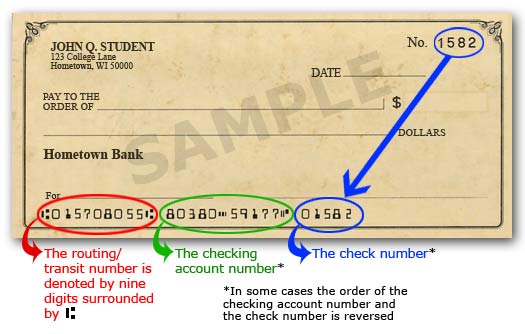 JOHN Q. STUDENT
123 College Lane
Hometown, WI 50000
No. 1582
DATE
PAY TO THE
ORDER OF
$
SAMPLE
DOLLARS
Hometown Bank
For
⑆015708055⑆ 80380⑉59177⑈ 01582
The routing/
transit number is
denoted by nine
digits surrounded
by ⑆
The checking
account number*
The check number*
*In some cases the order of the
checking account number and
the check number is reversed